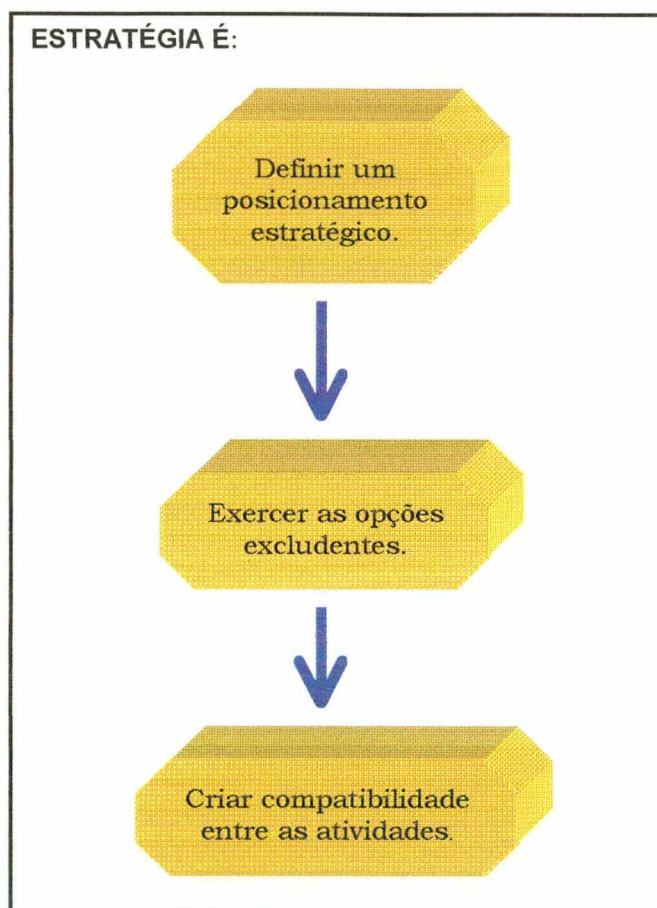 ESTRATÉGIA É:
Definir um
posicionamento
estratégico.
Exercer as opções
excludentes.
Criar compatibilidade
entre as atividades.